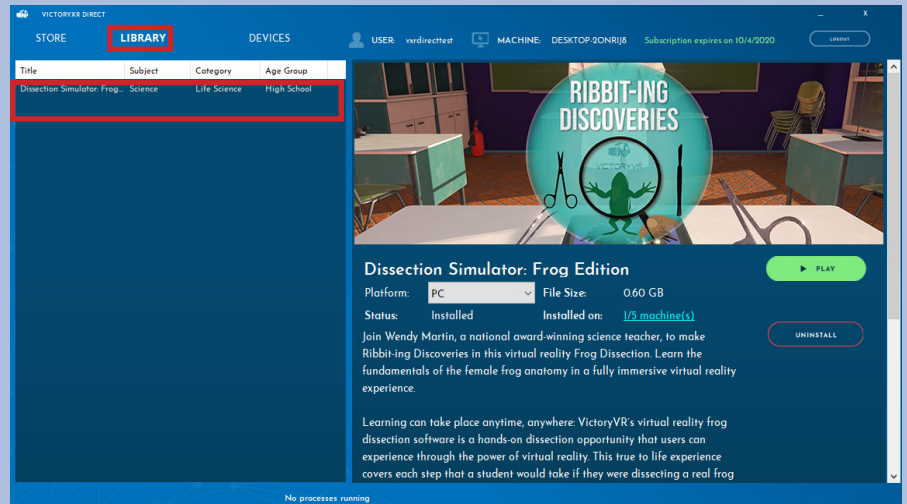 VICTORYXR DIRECT
_ X
STORE LIBRARY DEVICES USER: vxrdirecttest MACHINE: DESKTOP-2ONRIJ8 Subscription expires on 10/4/2020 LOGOUT
Title Subject Category Age Group
Dissection Simulator: Frog... Science Life Science High School
RIBBIT-ING
DISCOVERIES
VICTORYVR
Dissection Simulator: Frog Edition
PLAY
Platform: PC File Size: 0.60 GB
Status: Installed Installed on: 1/5 machine(s)
UNINSTALL
Join Wendy Martin, a national award-winning science teacher, to make
Ribbit-ing Discoveries in this virtual reality Frog Dissection. Learn the
fundamentals of the female frog anatomy in a fully immersive virtual reality
experience.
Learning can take place anytime, anywhere: VictoryVR's virtual reality frog
dissection software is a hands-on dissection opportunity that users can
experience through the power of virtual reality. This true to life experience
covers each step that a student would take if they were dissecting a real frog
No processes running